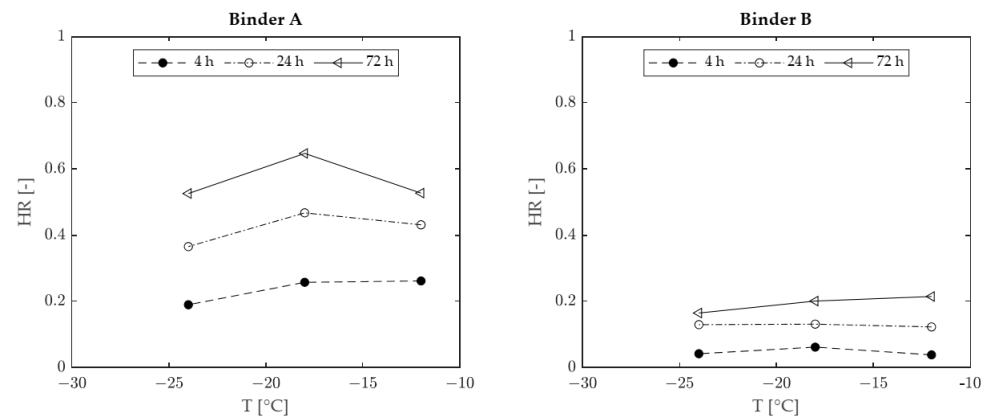 Binder A
4 h 24 h 72 h
1
0.8
0.6
0.4
0.2
0
HR [-]
−30 −25 −20 −15 −10
T [°C]
Binder B
4 h 24 h 72 h
1
0.8
0.6
0.4
0.2
0
HR [-]
−30 −25 −20 −15 -10
T [°C]